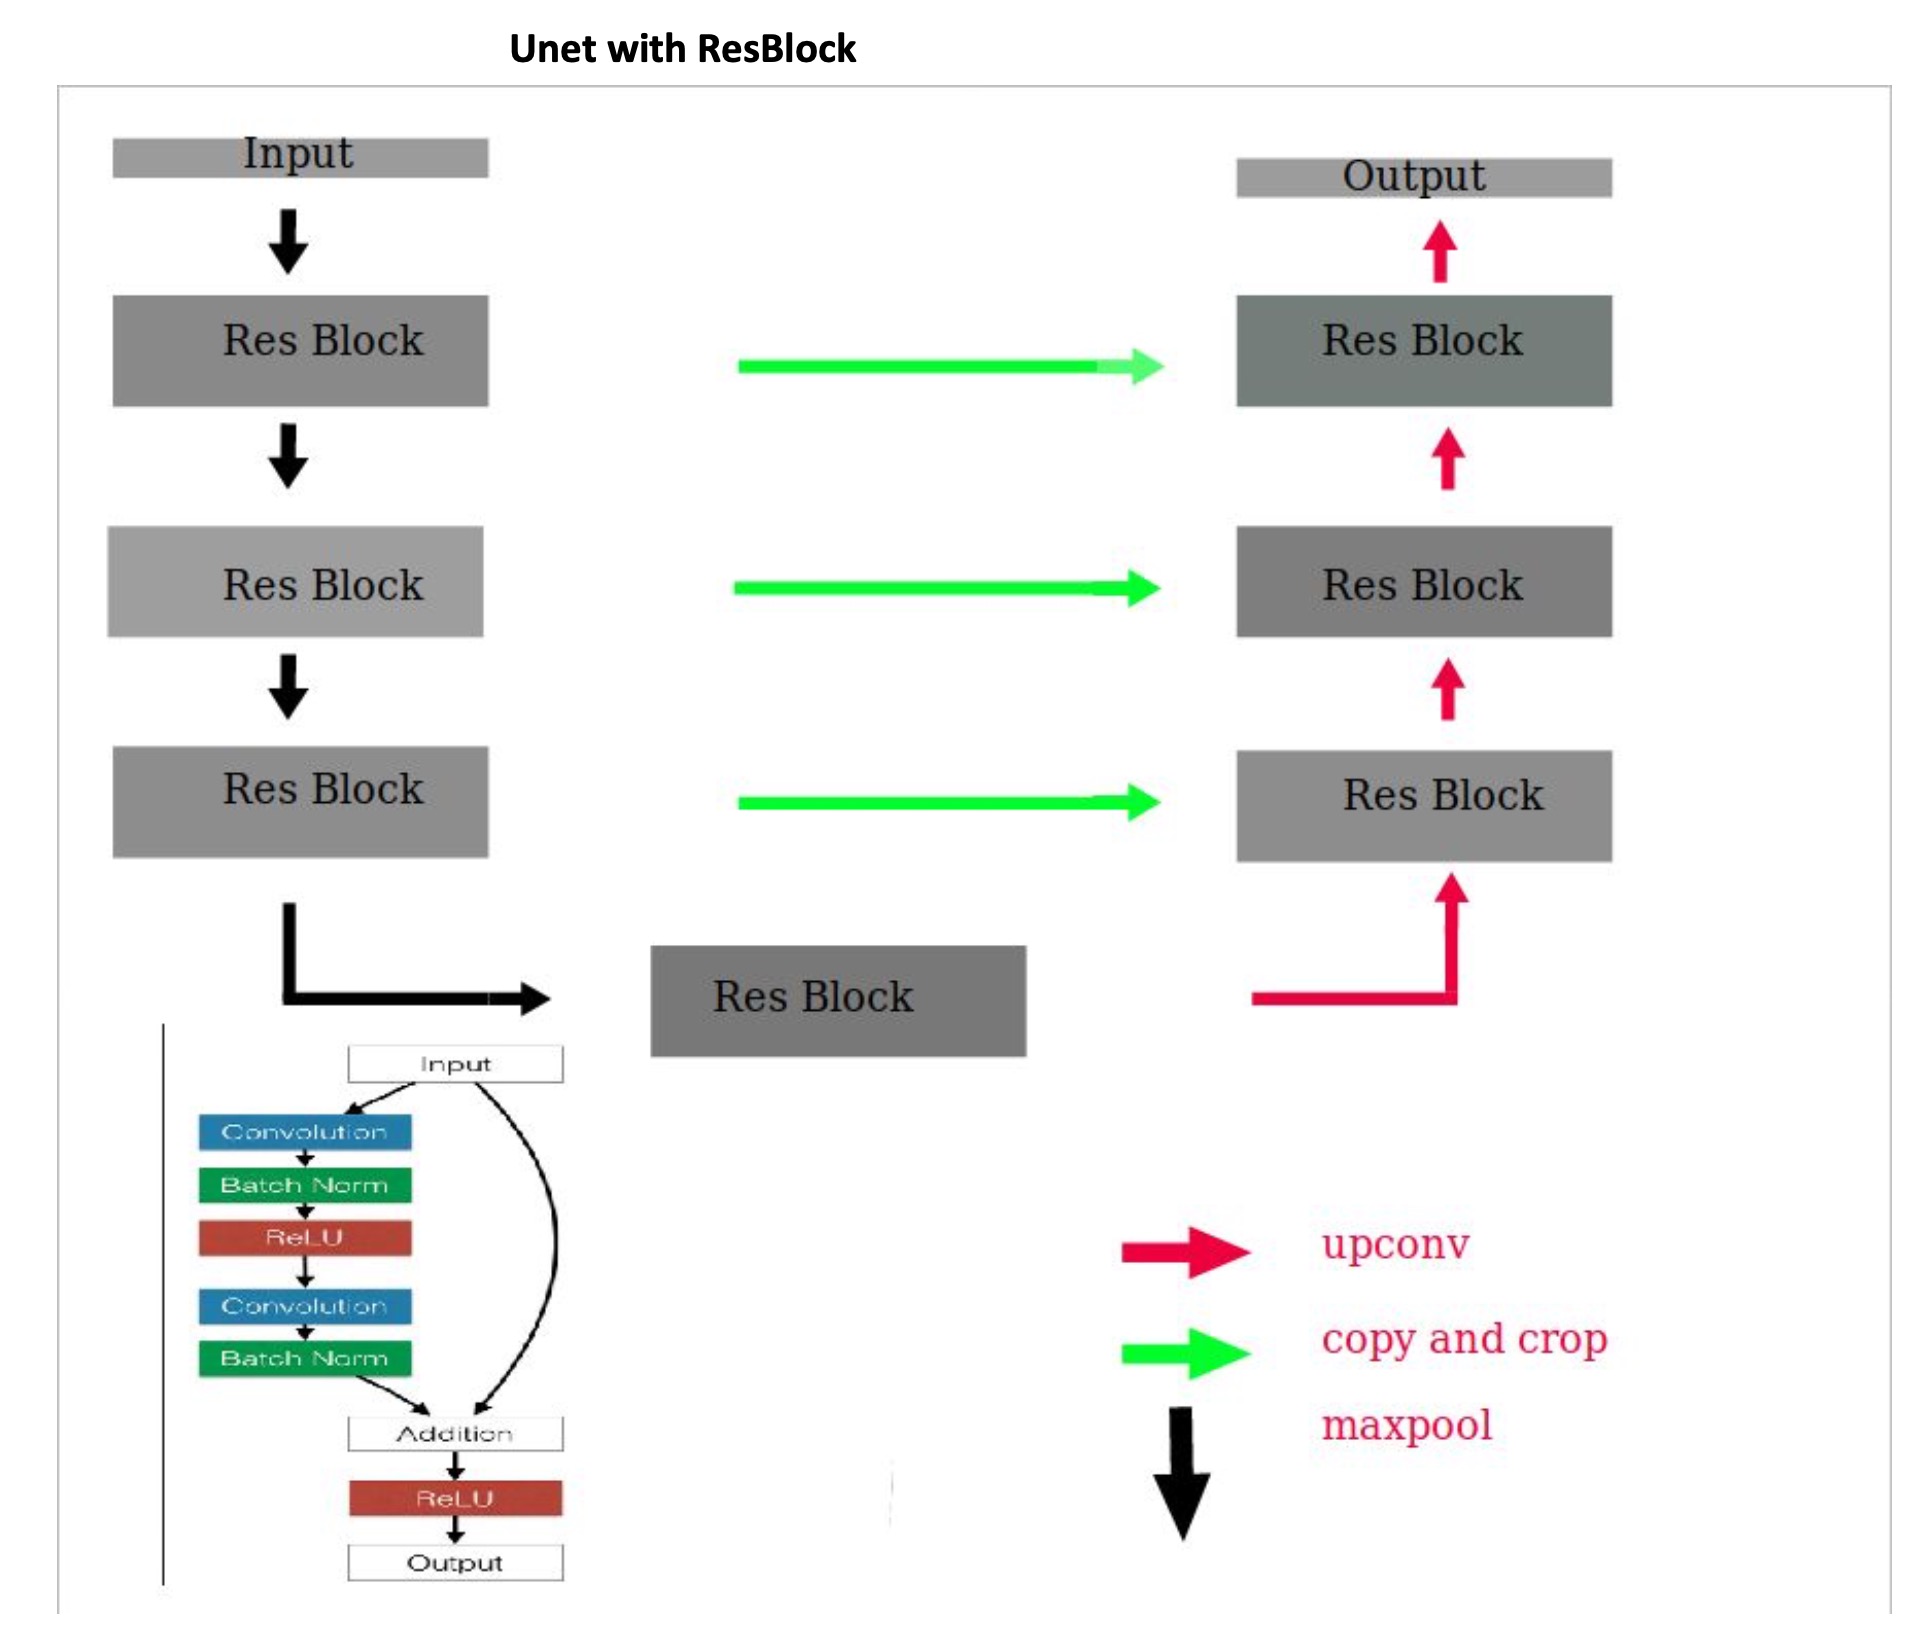 Unet with ResBlock
Input
Output
Res Block
Res Block
Res Block
Res Block
Res Block
Res Block
Res Block
Input
Convolution
Batch Norm
ReLU
Convolution
Batch Norm
Addition
ReLU
Output
upconv
copy and crop
maxpool